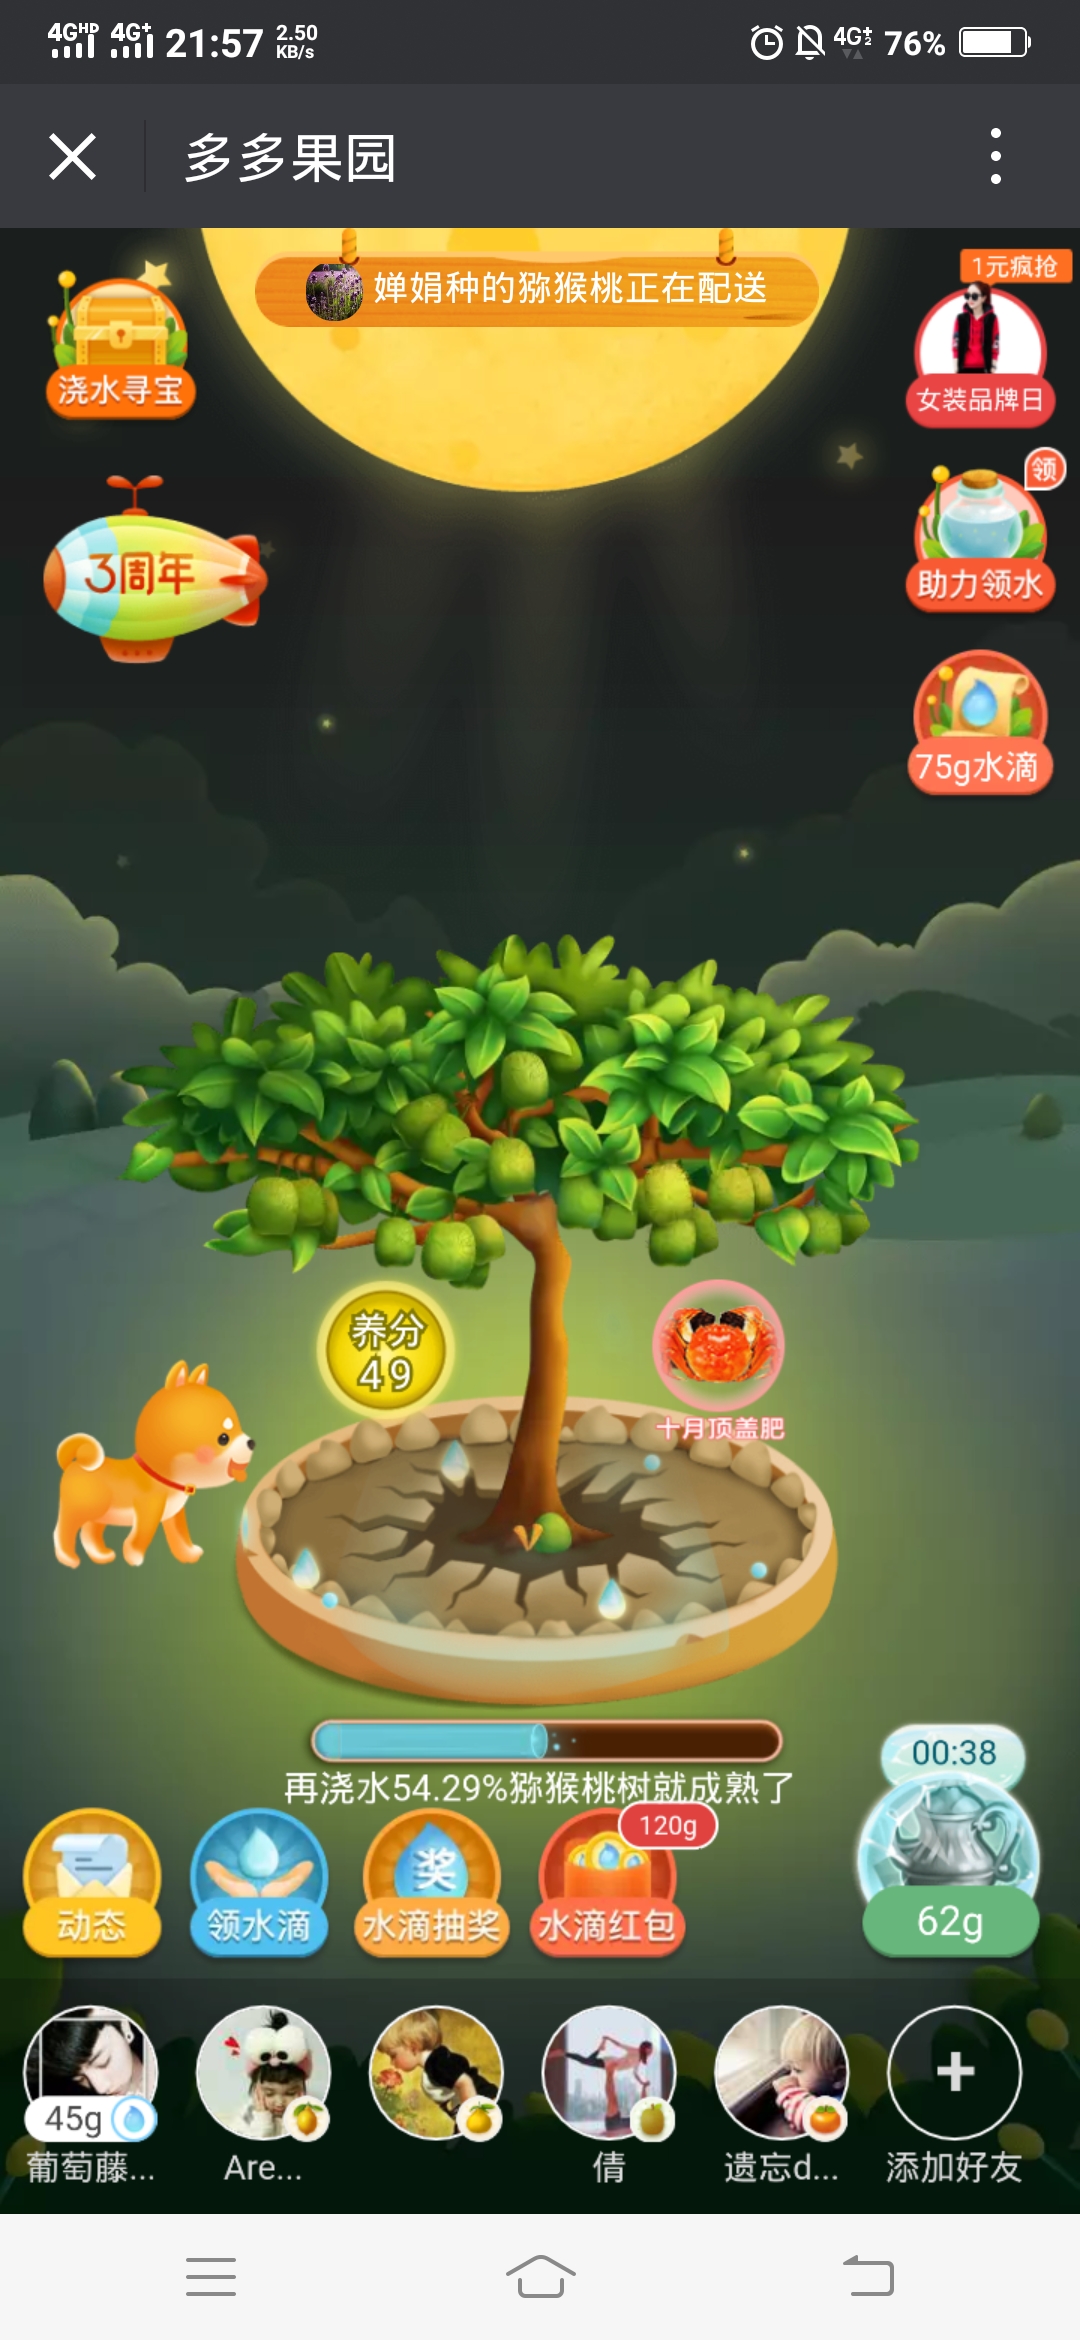 4GHD 4G+ 21:57 2.50 KB/s 4G+2 76%
多多果园
婵娟种的猕猴桃正在配送
1元疯抢
浇水寻宝
女装品牌日
领
3周年
助力领水
75g水滴
养分
49
十月顶盖肥
00:38
再浇水54.29%猕猴桃树就成熟了
120g
奖
动态
领水滴
水滴抽奖
水滴红包
62g
45g
葡萄藤...
Are...
倩
遗忘d...
添加好友